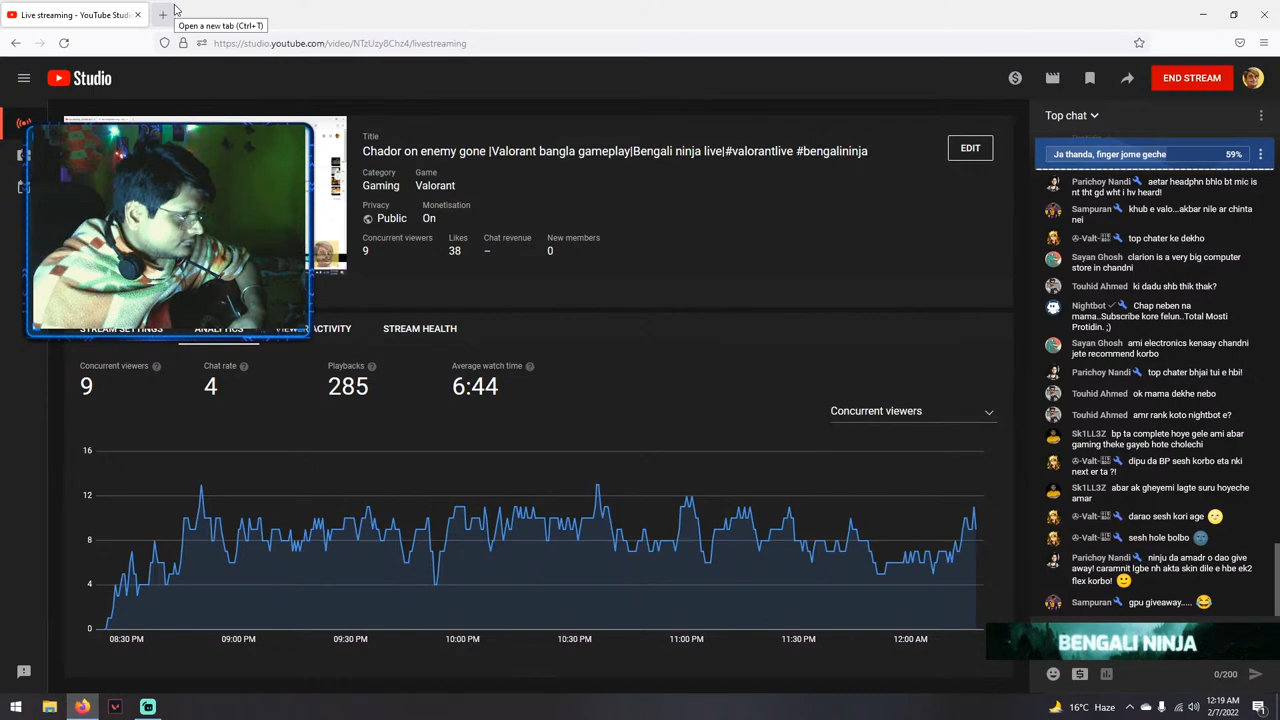 Live streaming - YouTube Studi
Open a new tab (Ctrl+T)
https://studio.youtube.com/video/NTzUzy8Chz4/livestreaming
Studio
END STREAM
Title
Chador on enemy gone |Valorant bangla gameplay|Bengali ninja live|#valorantlive #bengalininja
EDIT
Category
Game
Gaming
Valorant
Privacy
Monetisation
Public
On
Concurrent viewers
Likes
Chat revenue
New members
9
38
–
0
STREAM SETTINGS
ANALYTICS
VIEWER ACTIVITY
STREAM HEALTH
Concurrent viewers
Chat rate
Playbacks
Average watch time
9
4
285
6:44
Concurrent viewers
16
12
8
4
0
08:30 PM
09:00 PM
09:30 PM
10:00 PM
10:30 PM
11:00 PM
11:30 PM
12:00 AM
Top chat
Ja thanda, finger jome geche
59%
Parichoy Nandi aetar headphn bhlo bt mic is
nt tht gd wht i hv heard!
Sampuran khub e valo...akbar nile ar chinta
nei
-Valt- top chater ke dekho
Sayan Ghosh clarion is a very big computer
store in chandni
Touhid Ahmed ki dadu shb thik thak?
Nightbot Chap neben na
mama..Subscribe kore felun..Total Mosti
Protidin. ;)
Sayan Ghosh ami electronics kenaay chandni
jete recommend korbo
Parichoy Nandi top chater bhjai tui e hbi!
Touhid Ahmed ok mama dekhe nebo
Touhid Ahmed amr rank koto nightbot e?
Sk1LL3Z bp ta complete hoye gele ami abar
gaming theke gayeb hote cholechi
-Valt- dipu da BP sesh korbo eta nki
next er ta ?!
Sk1LL3Z abar ak gheyemi lagte suru hoyeche
amar
-Valt- darao sesh kori age
-Valt- sesh hole bolbo
Parichoy Nandi ninju da amadr o dao give
away! caramnit lgbe nh akta skin dile e hbe ek2
flex korbo!
Sampuran gpu giveaway.....
BENGALI NINJA
0/200
16°C Haze
12:19 AM
2/7/2022